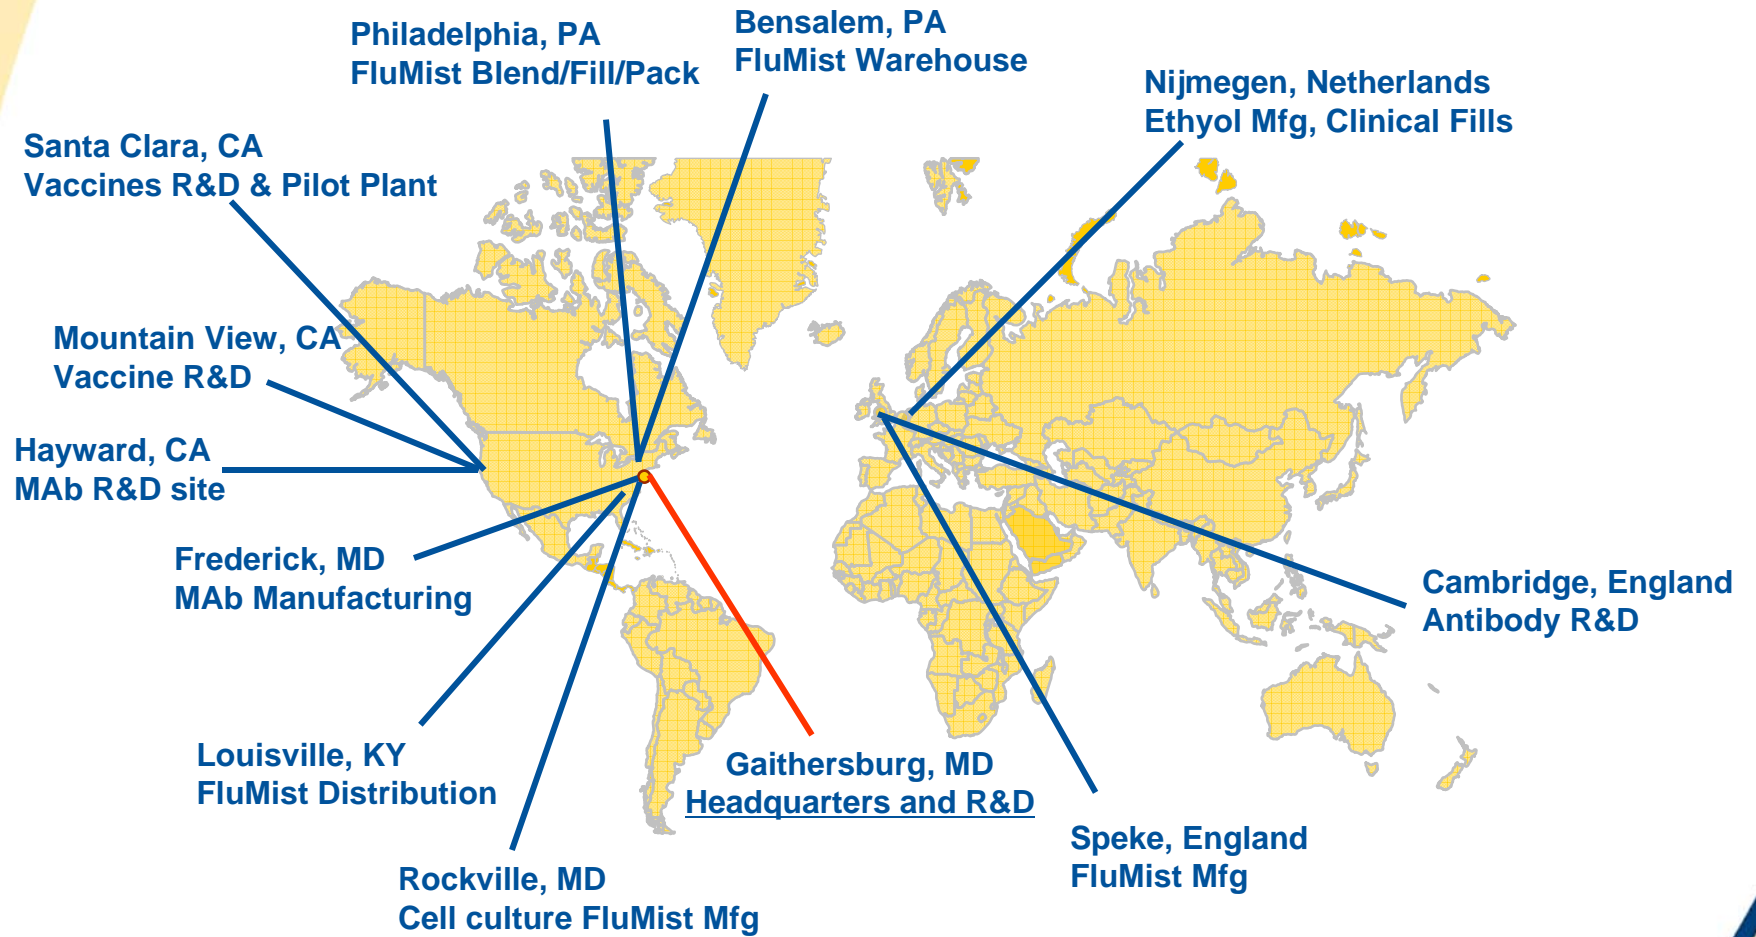 Philadelphia, PA
FluMist Blend/Fill/Pack
Bensalem, PA
FluMist Warehouse
Nijmegen, Netherlands
Ethyol Mfg, Clinical Fills
Santa Clara, CA
Vaccines R&D & Pilot Plant
Mountain View, CA
Vaccine R&D
Hayward, CA
MAb R&D site
Frederick, MD
MAb Manufacturing
Cambridge, England
Antibody R&D
Louisville, KY
FluMist Distribution
Gaithersburg, MD
Headquarters and R&D
Speke, England
FluMist Mfg
Rockville, MD
Cell culture FluMist Mfg